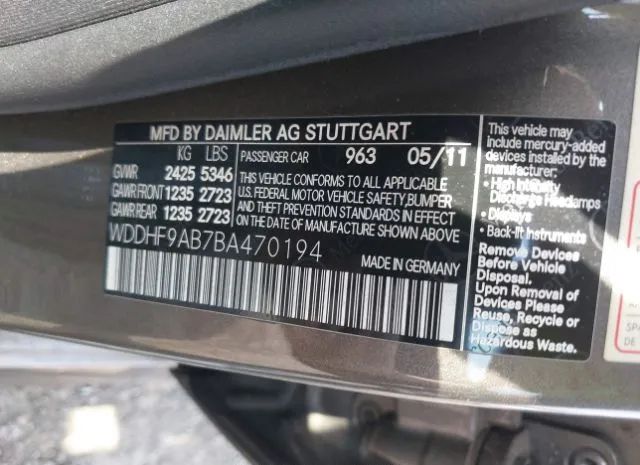 MFD BY DAIMLER AG STUTTGART
KG LBS
GVWR 2425 5346
GAWR FRONT 1235 2723
GAWR REAR 1235 2723
PASSENGER CAR 963 05/11
THIS VEHICLE CONFORMS TO ALL APPLICABLE
U.S. FEDERAL MOTOR VEHICLE SAFETY,BUMPER
AND THEFT PREVENTION STANDARDS IN EFFECT
ON THE DATE OF MANUFACTURE SHOWN ABOVE
WDDHF9AB7BA470194
MADE IN GERMANY
This vehicle may
include mercury-added
devices installed by the
manufacturer:
• High Intensity
Discharge Headlamps
• Displays
• Back-lit Instruments
Remove Devices
Before Vehicle
Disposal.
Upon Removal of
Devices Please
Reuse, Recycle or
Dispose as
Hazardous Waste.
SPA
DE